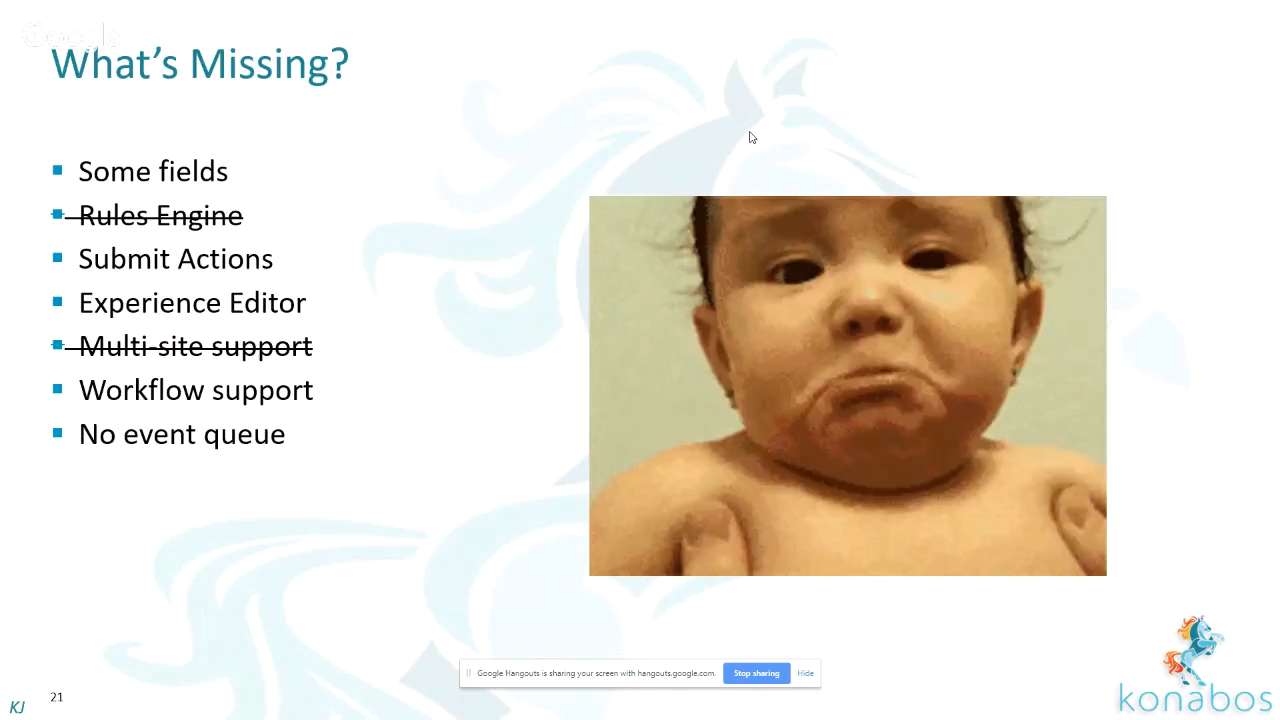 Google
What's Missing?
Some fields
Rules Engine
Submit Actions
Experience Editor
Multi-site support
Workflow support
No event queue
Google Hangouts is sharing your screen with hangouts.google.com.
Stop sharing
Hide
KJ
21
konabos